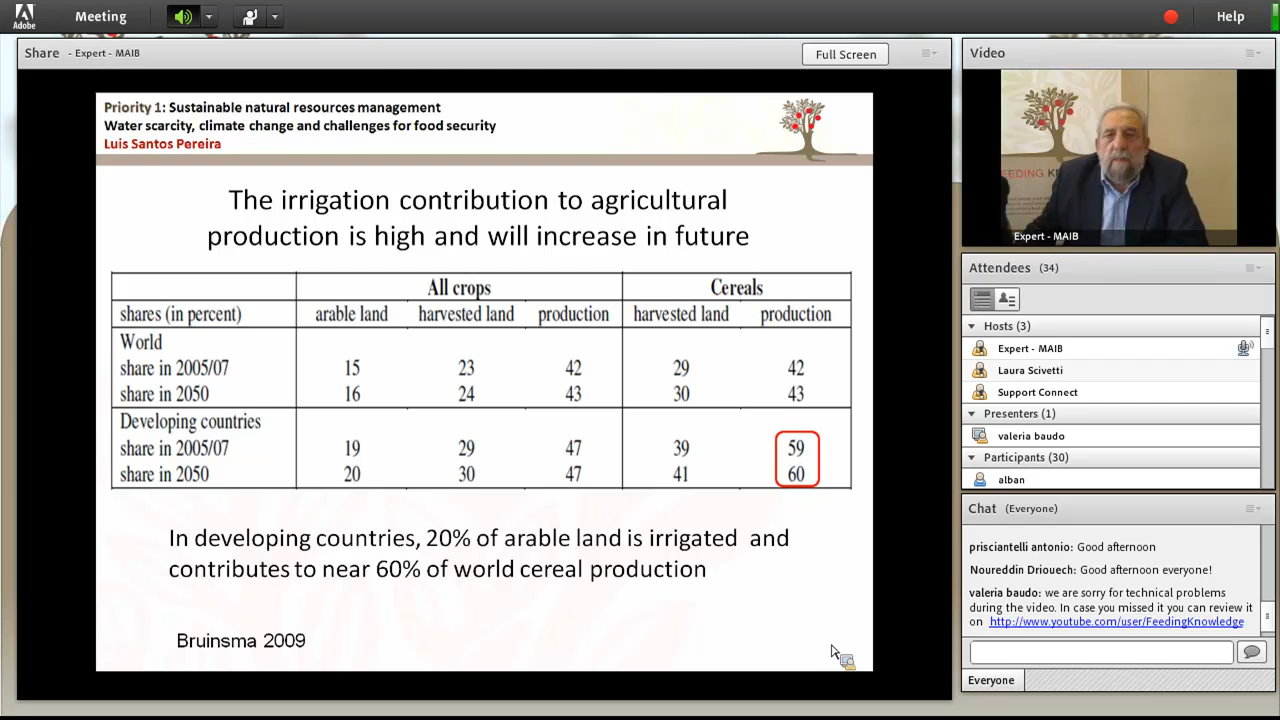 Adobe
Meeting
Help
Share - Expert - MAIB
Full Screen
Priority 1: Sustainable natural resources management
Water scarcity, climate change and challenges for food security
Luis Santos Pereira
The irrigation contribution to agricultural
production is high and will increase in future
All crops Cereals
shares (in percent) arable land harvested land production harvested land production
World
share in 2005/07 15 23 42 29 42
share in 2050 16 24 43 30 43
Developing countries
share in 2005/07 19 29 47 39 59
share in 2050 20 30 47 41 60
In developing countries, 20% of arable land is irrigated and
contributes to near 60% of world cereal production
Bruinsma 2009
Video
EEDING
Expert - MAIB
Attendees (34)
Hosts (3)
Expert - MAIB
Laura Scivetti
Support Connect
Presenters (1)
valeria baudo
Participants (30)
alban
Chat (Everyone)
prisciantelli antonio: Good afternoon
Noureddin Driouech: Good afternoon everyone!
valeria baudo: we are sorry for technical problems
during the video. In case you missed it you can review it
on http://www.youtube.com/user/FeedingKnowledge
Everyone